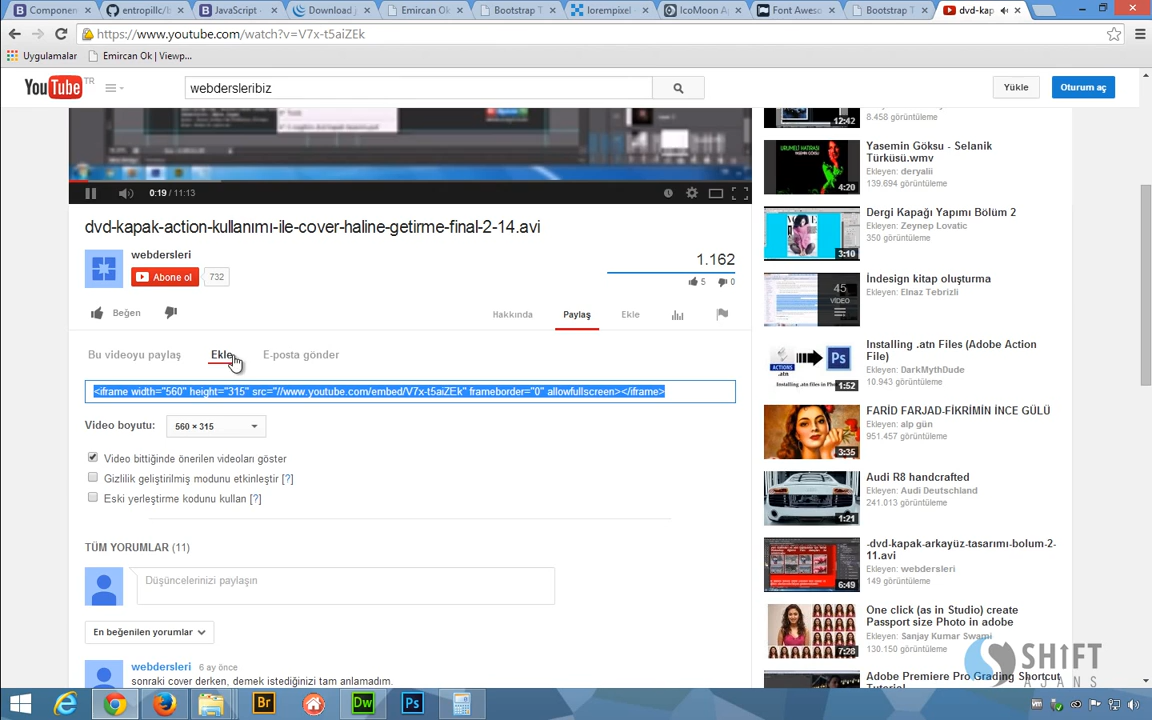 Componen
entropillc/b
JavaScript -
Download j
Emircan Ok
Bootstrap T
lorempixel
IcoMoon A
Font Aweso
Bootstrap T
dvd-kap
https://www.youtube.com/watch?v=V7x-t5aiZEk
Uygulamalar
Emircan Ok | Viewp...
YouTube TR
webdersleribiz
Yükle
Oturum aç
0:19 / 11:13
dvd-kapak-action-kullanımı-ile-cover-haline-getirme-final-2-14.avi
webdersleri
Abone ol
732
1.162
5
0
Beğen
Hakkında
Paylaş
Ekle
Bu videoyu paylaş
Ekle
E-posta gönder
<iframe width="560" height="315" src="//www.youtube.com/embed/V7x-t5aiZEk" frameborder="0" allowfullscreen></iframe>
Video boyutu:
560 × 315
Video bittiğinde önerilen videoları göster
Gizlilik geliştirilmiş modunu etkinleştir [?]
Eski yerleştirme kodunu kullan [?]
TÜM YORUMLAR (11)
Düşüncelerinizi paylaşın
En beğenilen yorumlar
webdersleri 6 ay önce
sonraki cover derken, demek istediğinizi tam anlamadım.
12:42
8.458 görüntüleme
4:20
Yasemin Göksu - Selanik
Türküsü.wmv
Ekleyen: deryalii
139.694 görüntüleme
3:10
Dergi Kapağı Yapımı Bölüm 2
Ekleyen: Zeynep Lovatic
350 görüntüleme
45
VİDEO
İndesign kitap oluşturma
Ekleyen: Elnaz Tebrizli
ACTIONS
.atn
Ps
Installing .atn Files
1:52
Installing .atn Files (Adobe Action
File)
Ekleyen: DarkMythDude
10.943 görüntüleme
3:35
FARİD FARJAD-FİKRİMİN İNCE GÜLÜ
Ekleyen: alp gün
951.457 görüntüleme
1:21
Audi R8 handcrafted
Ekleyen: Audi Deutschland
241.013 görüntüleme
6:49
-dvd-kapak-arkayüz-tasarımı-bolum-2-
11.avi
Ekleyen: webdersleri
149 görüntüleme
7:28
One click (as in Studio) create
Passport size Photo in adobe
Ekleyen: Sanjay Kumar Swami
130.150 görüntüleme
Adobe Premiere Pro Grading Shortcut
Tutorial
SHIFT
AJANS
Br
Dw
Ps